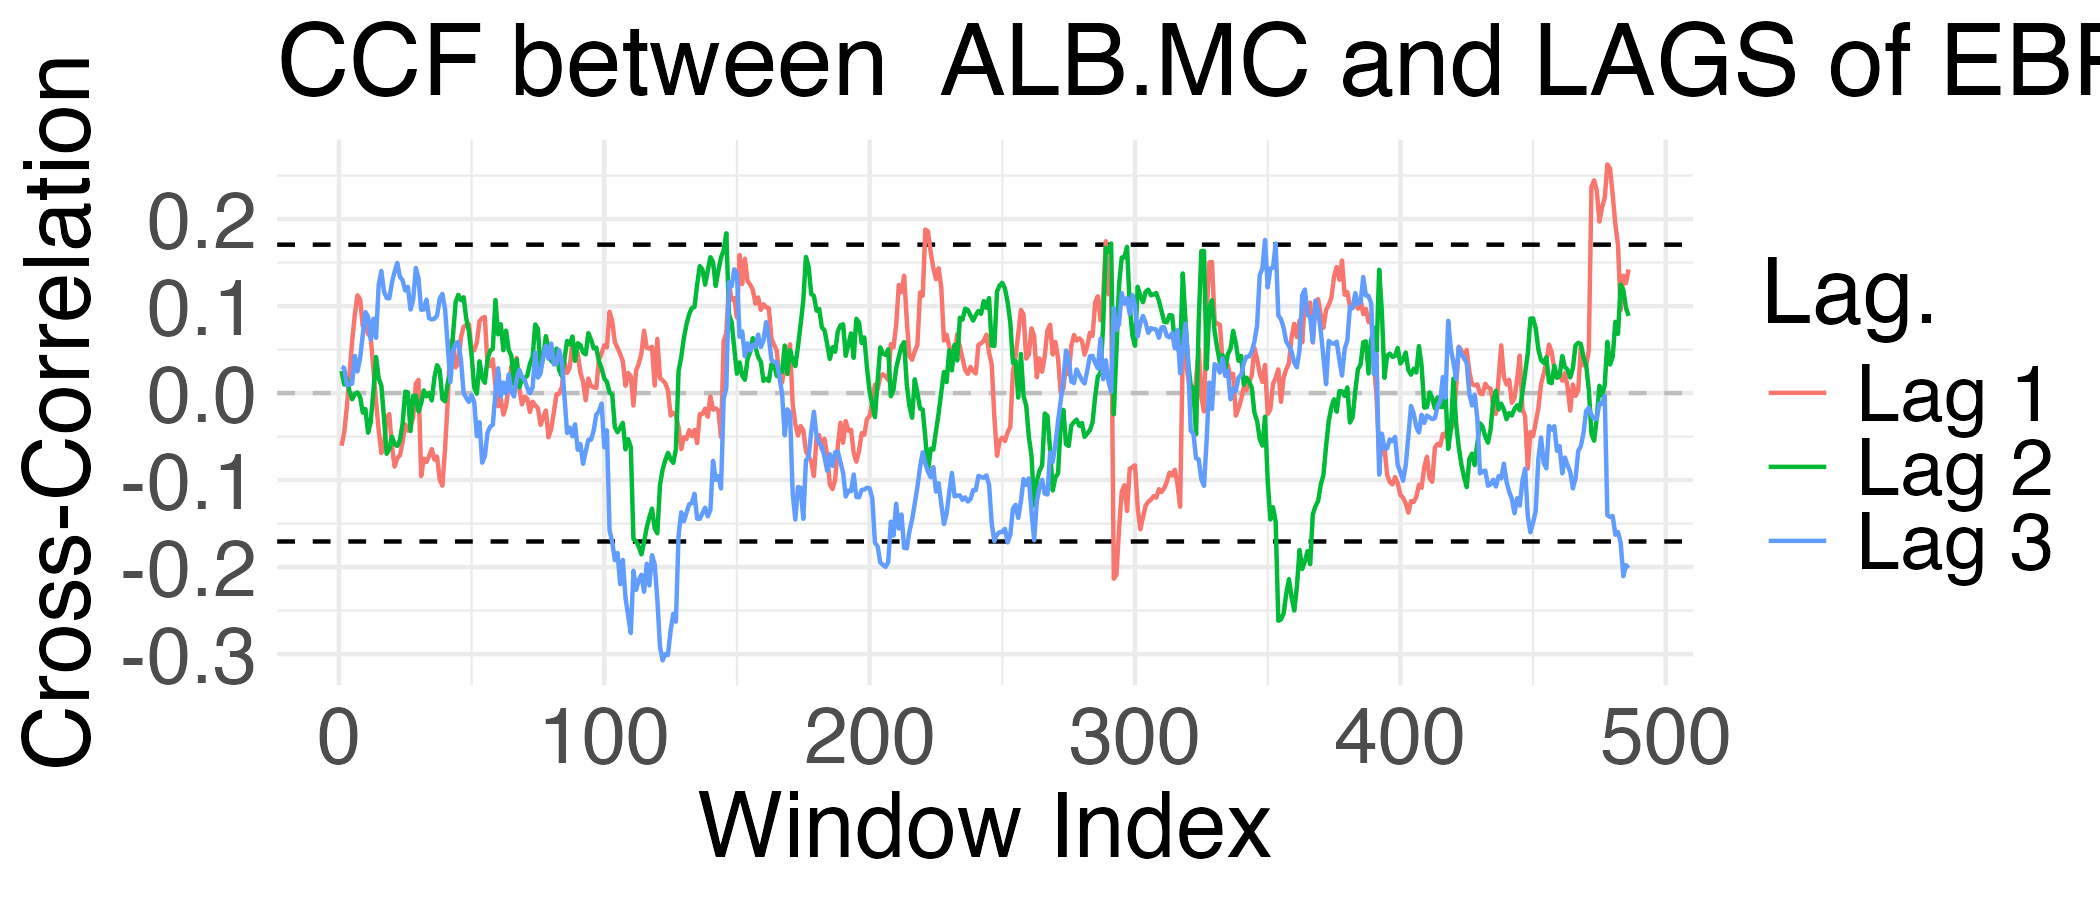 CCF between ALB.MC and LAGS of
Cross-Correlation
0.2
0.1
0.0
-0.1
-0.2
-0.3
0 100 200 300 400 500
Window Index
Lag.
Lag 1
Lag 2
Lag 3